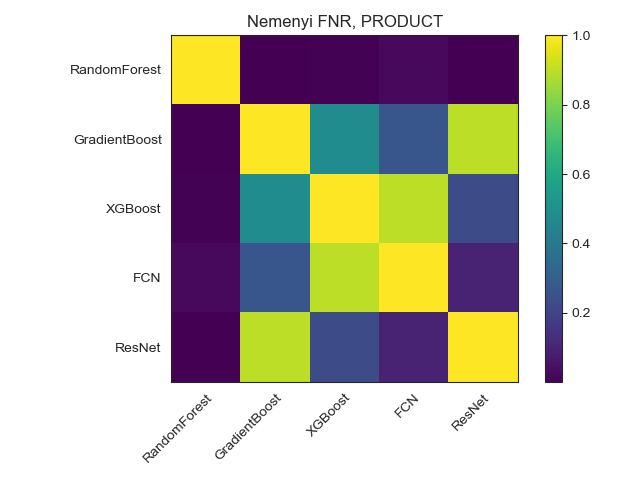 Nemenyi FNR, PRODUCT
RandomForest
GradientBoost
XGBoost
FCN
ResNet
RandomForest
GradientBoost
XGBoost
FCN
ResNet
1.0
0.8
0.6
0.4
0.2